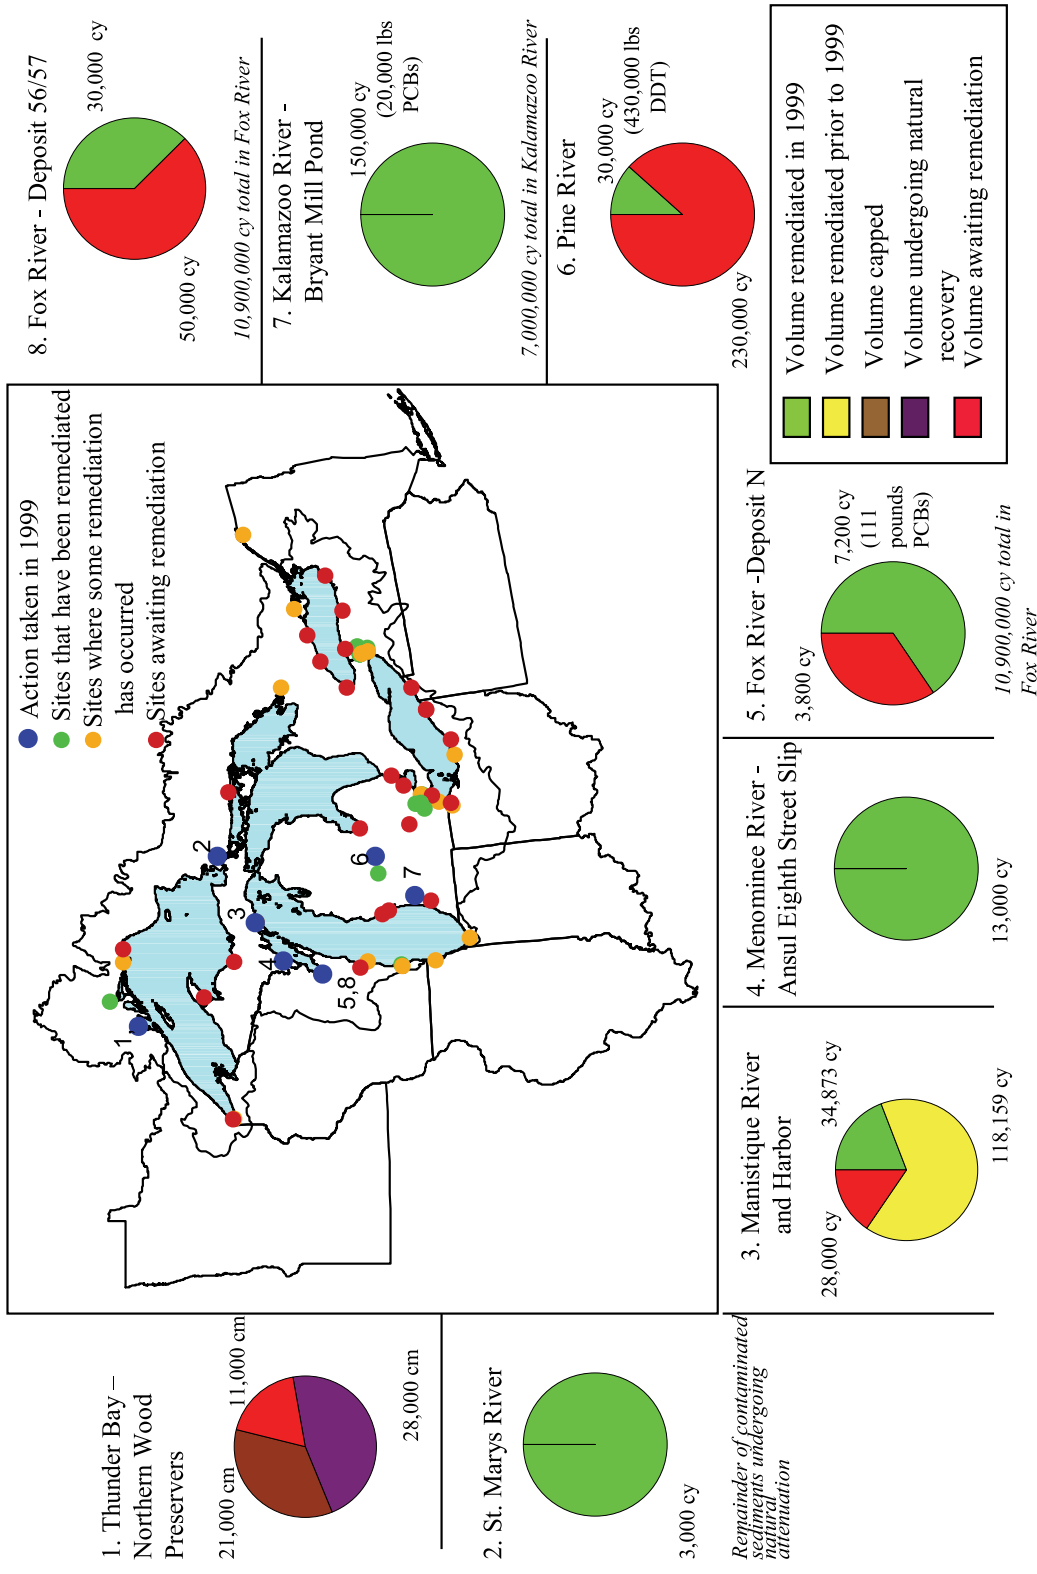 1. Thunder Bay –
Northern Wood
Preservers
21,000 cm
11,000 cm
28,000 cm
2. St. Marys River
3,000 cy
Remainder of contaminated
sediments undergoing
natural
attenuation
Action taken in 1999
Sites that have been remediated
Sites where some remediation
has occurred
Sites awaiting remediation
1
2
3
4
5,8
6
7
8. Fox River - Deposit 56/57
30,000 cy
50,000 cy
10,900,000 cy total in Fox River
7. Kalamazoo River -
Bryant Mill Pond
150,000 cy
(20,000 lbs
PCBs)
7,000,000 cy total in Kalamazoo River
6. Pine River
30,000 cy
(430,000 lbs
DDT)
230,000 cy
3. Manistique River
and Harbor
28,000 cy
34,873 cy
118,159 cy
4. Menominee River -
Ansul Eighth Street Slip
13,000 cy
5. Fox River -Deposit N
3,800 cy
7,200 cy
(111
pounds
PCBs)
10,900,000 cy total in
Fox River
Volume remediated in 1999
Volume remediated prior to 1999
Volume capped
Volume undergoing natural
recovery
Volume awaiting remediation